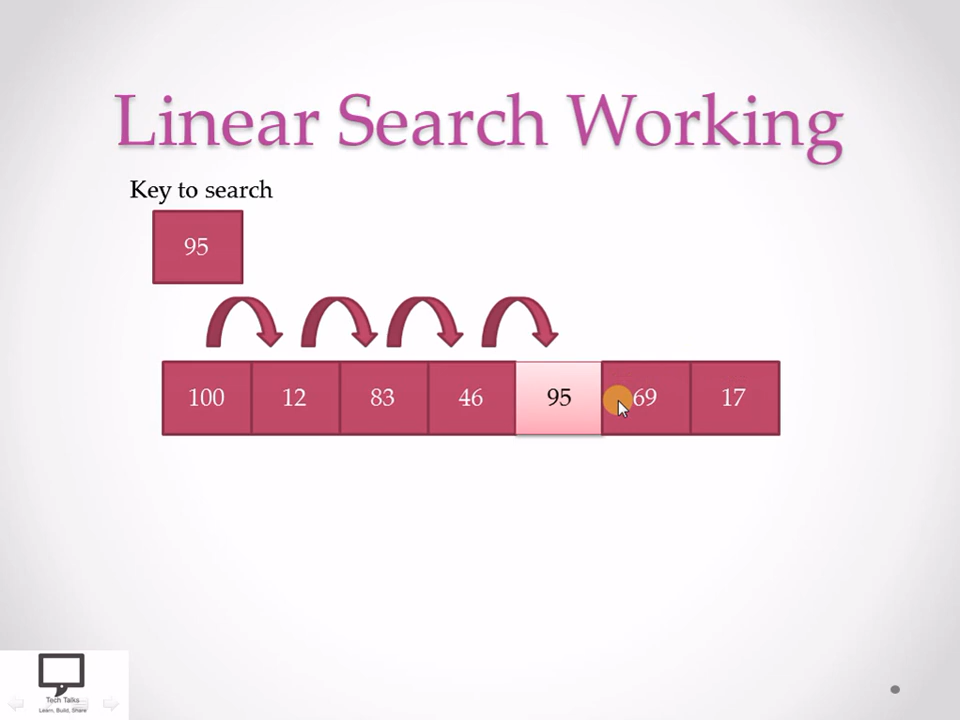 Linear Search Working
Key to search
95
100 12 83 46 95 69 17
Tech Talks
Learn, Build, Share